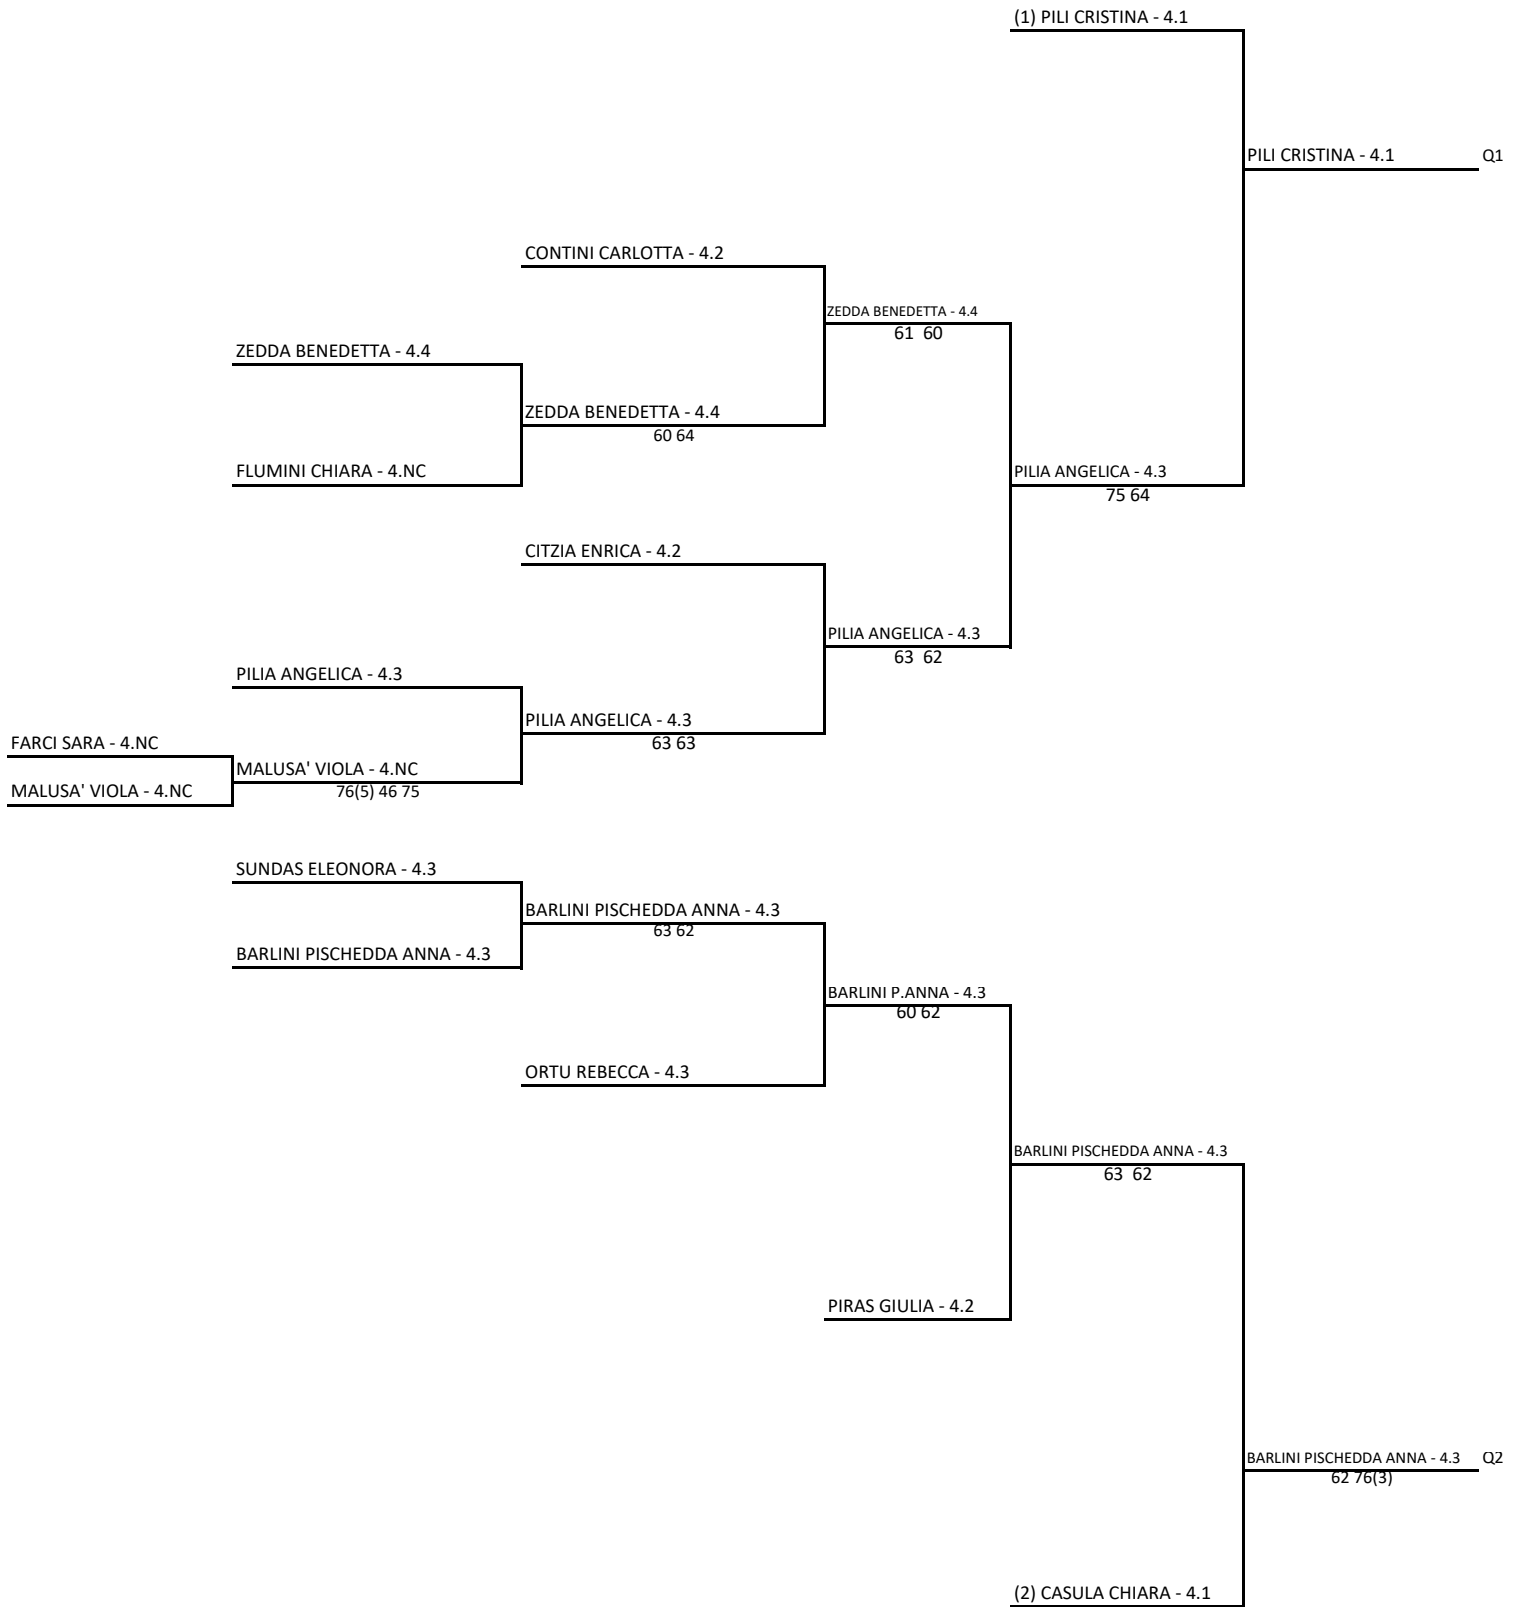 (1) PILI CRISTINA - 4.1
PILI CRISTINA - 4.1 Q1
CONTINI CARLOTTA - 4.2
ZEDDA BENEDETTA - 4.4
61 60
ZEDDA BENEDETTA - 4.4
ZEDDA BENEDETTA - 4.4
60 64
FLUMINI CHIARA - 4.NC
PILIA ANGELICA - 4.3
75 64
CITZIA ENRICA - 4.2
PILIA ANGELICA - 4.3
63 62
PILIA ANGELICA - 4.3
PILIA ANGELICA - 4.3
63 63
FARCI SARA - 4.NC
MALUSA' VIOLA - 4.NC
76(5) 46 75
MALUSA' VIOLA - 4.NC
SUNDAS ELEONORA - 4.3
BARLINI PISCHEDDA ANNA - 4.3
63 62
BARLINI PISCHEDDA ANNA - 4.3
BARLINI P.ANNA - 4.3
60 62
ORTU REBECCA - 4.3
BARLINI PISCHEDDA ANNA - 4.3
63 62
PIRAS GIULIA - 4.2
BARLINI PISCHEDDA ANNA - 4.3 Q2
62 76(3)
(2) CASULA CHIARA - 4.1